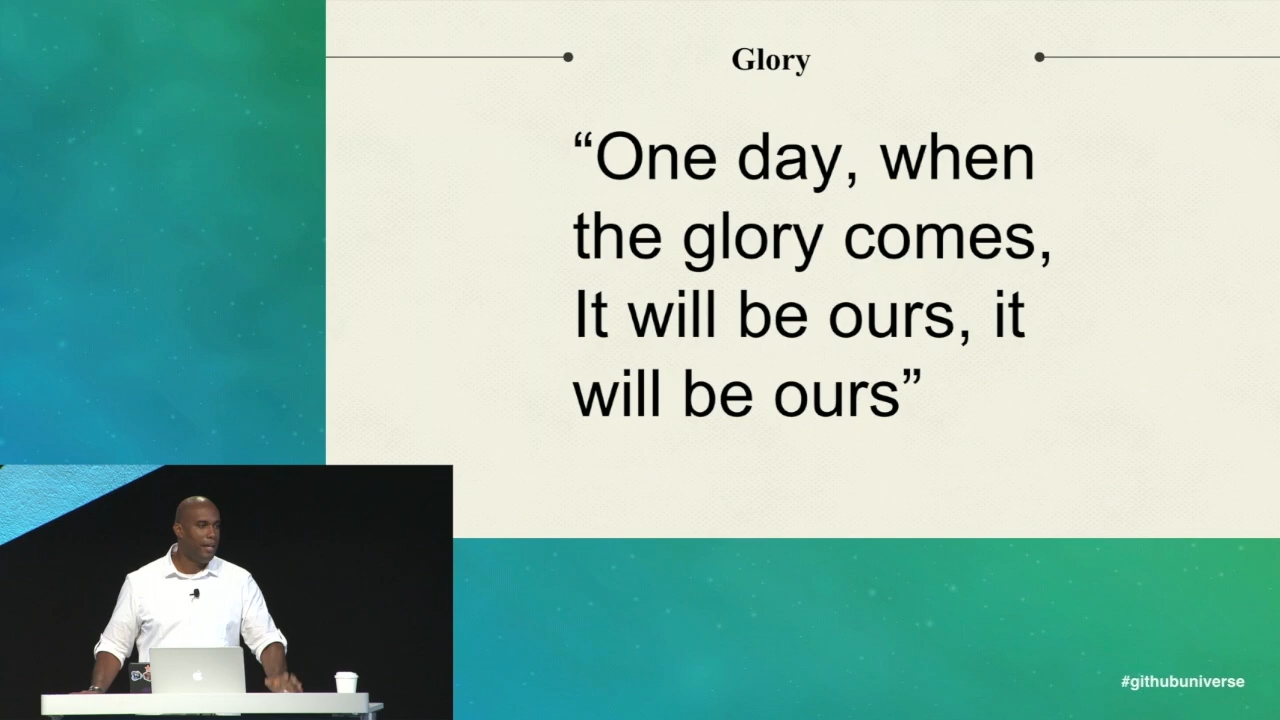 Glory
“One day, when
the glory comes,
It will be ours, it
will be ours”
#githubuniverse